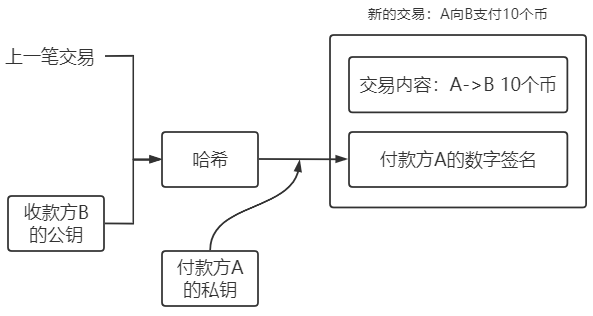 新的交易：A向B支付10个币
上一笔交易
交易内容：A->B 10个币
哈希
付款方A的数字签名
收款方B
的公钥
付款方A
的私钥